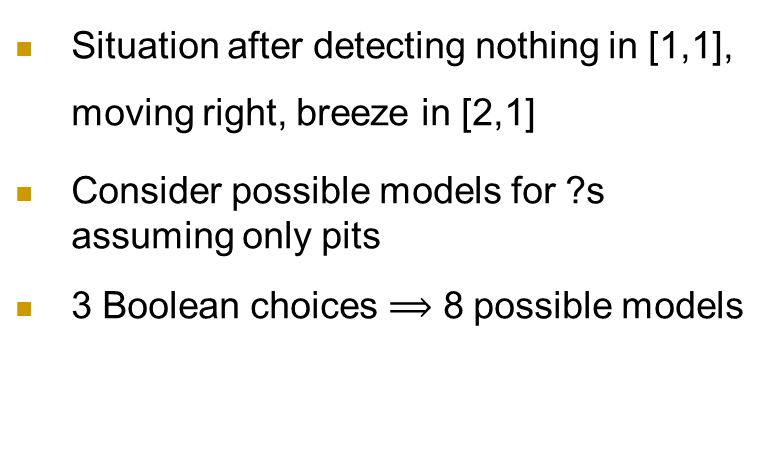 Situation after detecting nothing in [1,1],
moving right, breeze in [2,1]
Consider possible models for ?s
assuming only pits
3 Boolean choices ⟹ 8 possible models